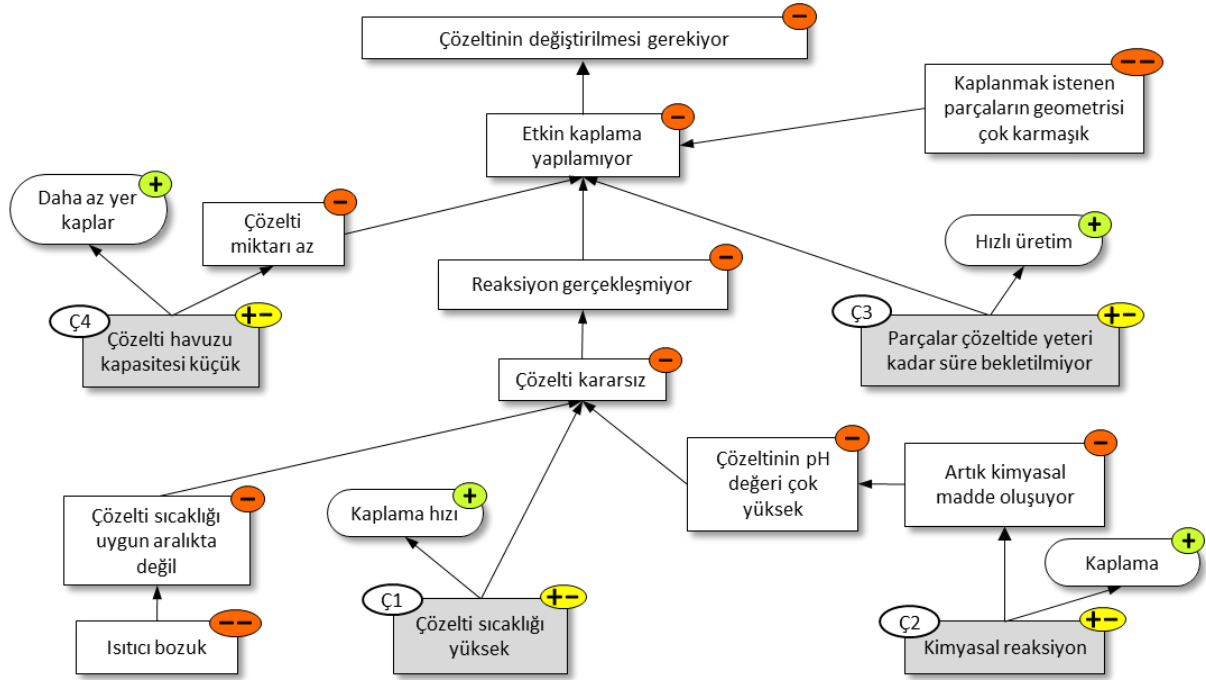 Çözeltinin değiştirilmesi gerekiyor
−
Kaplanmak istenen
parçaların geometrisi
çok karmaşık
− −
Etkin kaplama
yapılamıyor
−
Daha az yer
kaplar
+
Çözelti
miktarı az
−
Hızlı üretim
+
Reaksiyon gerçekleşmiyor
−
Ç4
+−
Çözelti havuzu
kapasitesi küçük
Ç3
+−
Parçalar çözeltide yeteri
kadar süre bekletilmiyor
Çözelti kararsız
−
Çözeltinin pH
değeri çok
yüksek
−
Artık kimyasal
madde oluşuyor
−
Çözelti sıcaklığı
uygun aralıkta
değil
−
Kaplama hızı
+
Kaplama
+
Ç1
+−
Çözelti sıcaklığı
yüksek
Isıtıcı bozuk
−−
Ç2
+−
Kimyasal reaksiyon